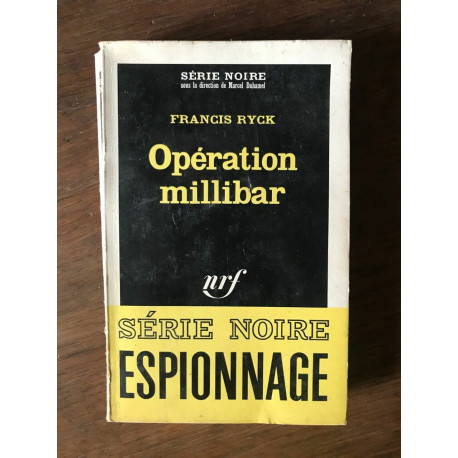 SÉRIE NOIRE
sous la direction de Marcel Duhamel
FRANCIS RYCK
Opération
millibar
nrf
SÉRIE NOIRE
ESPIONNAGE